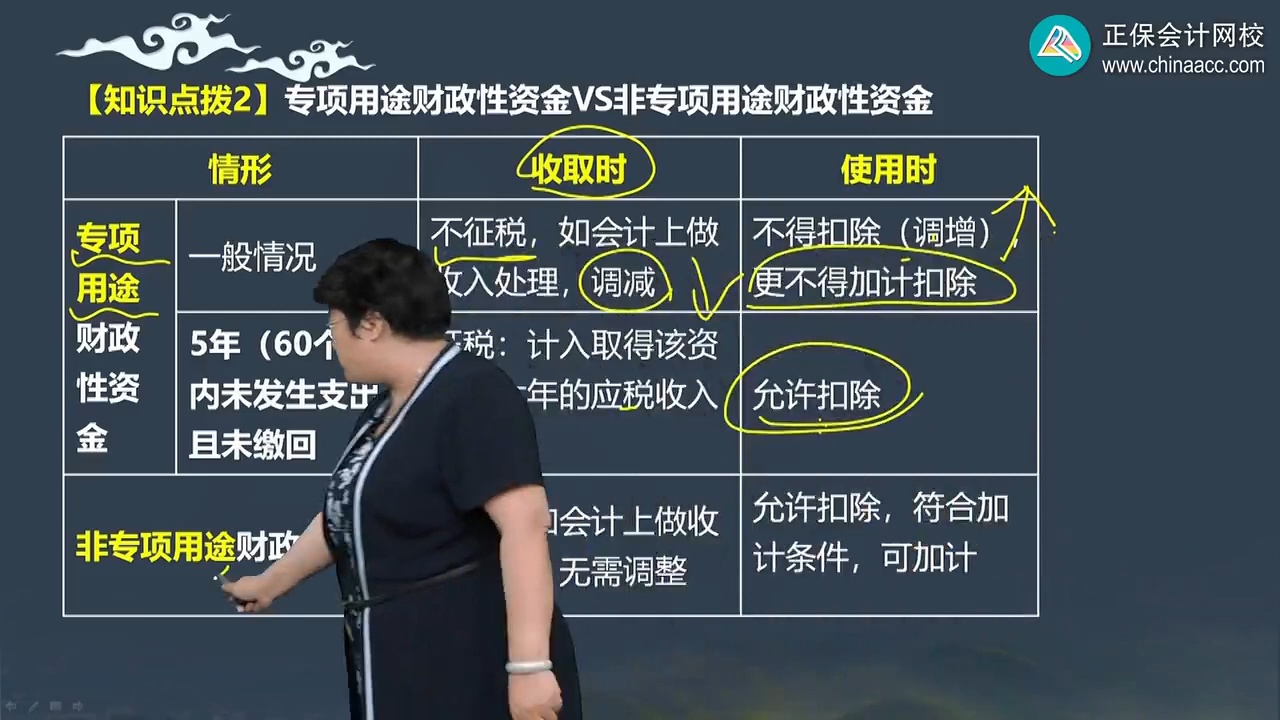 正保会计网校
www.chinaacc.com
【知识点拨2】专项用途财政性资金VS非专项用途财政性资金
情形
收取时
使用时
专项
用途
财政
性资
金
一般情况
不征税，如会计上做
收入处理，调减
不得扣除（调增），
更不得加计扣除
5年（60个
内未发生支出
且未缴回
征税：计入取得该资
年的应税收入
允许扣除
非专项用途财政
如会计上做收
无需调整
允许扣除，符合加
计条件，可加计